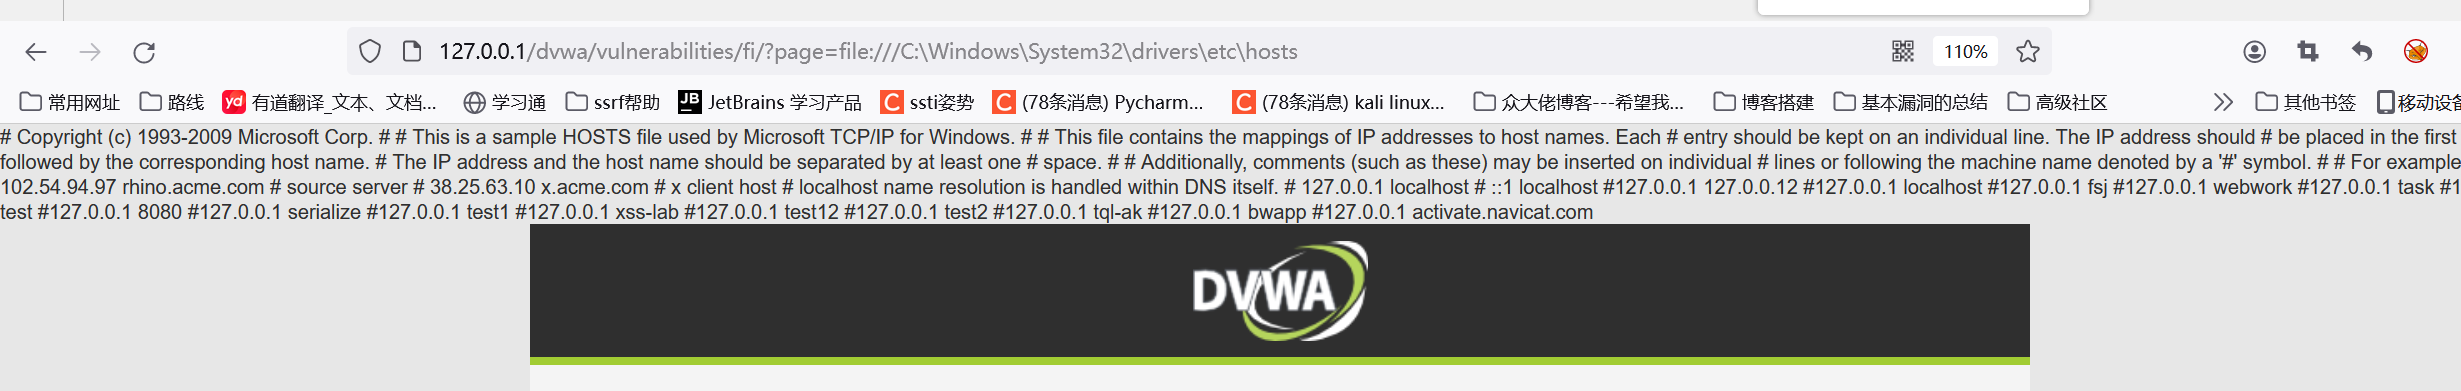 127.0.0.1/dvwa/vulnerabilities/fi/?page=file:///C:\Windows\System32\drivers\etc\hosts 110%
常用网址 路线 yd 有道翻译_文本、文档... 学习通 ssrf帮助 JB JetBrains 学习产品 C ssti姿势 C (78条消息) Pycharm... C (78条消息) kali linux... 众大佬博客---希望我... 博客搭建 基本漏洞的总结 高级社区 其他书签 移动设备
# Copyright (c) 1993-2009 Microsoft Corp. # # This is a sample HOSTS file used by Microsoft TCP/IP for Windows. # # This file contains the mappings of IP addresses to host names. Each # entry should be kept on an individual line. The IP address should # be placed in the first
followed by the corresponding host name. # The IP address and the host name should be separated by at least one # space. # # Additionally, comments (such as these) may be inserted on individual # lines or following the machine name denoted by a '#' symbol. # # For example
102.54.94.97 rhino.acme.com # source server # 38.25.63.10 x.acme.com # x client host # localhost name resolution is handled within DNS itself. # 127.0.0.1 localhost # ::1 localhost #127.0.0.1 127.0.0.12 #127.0.0.1 localhost #127.0.0.1 fsj #127.0.0.1 webwork #127.0.0.1 task #1
test #127.0.0.1 8080 #127.0.0.1 serialize #127.0.0.1 test1 #127.0.0.1 xss-lab #127.0.0.1 test12 #127.0.0.1 test2 #127.0.0.1 tql-ak #127.0.0.1 bwapp #127.0.0.1 activate.navicat.com
DVWA